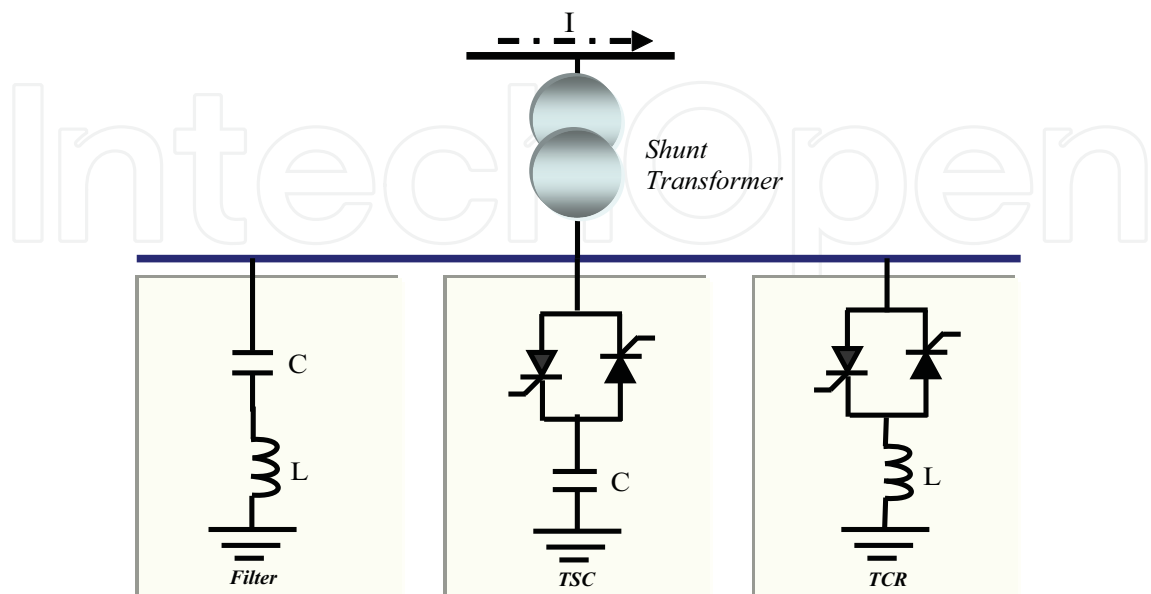 I
IntechOpen
Shunt
Transformer
C
L
Filter
C
TSC
L
TCR